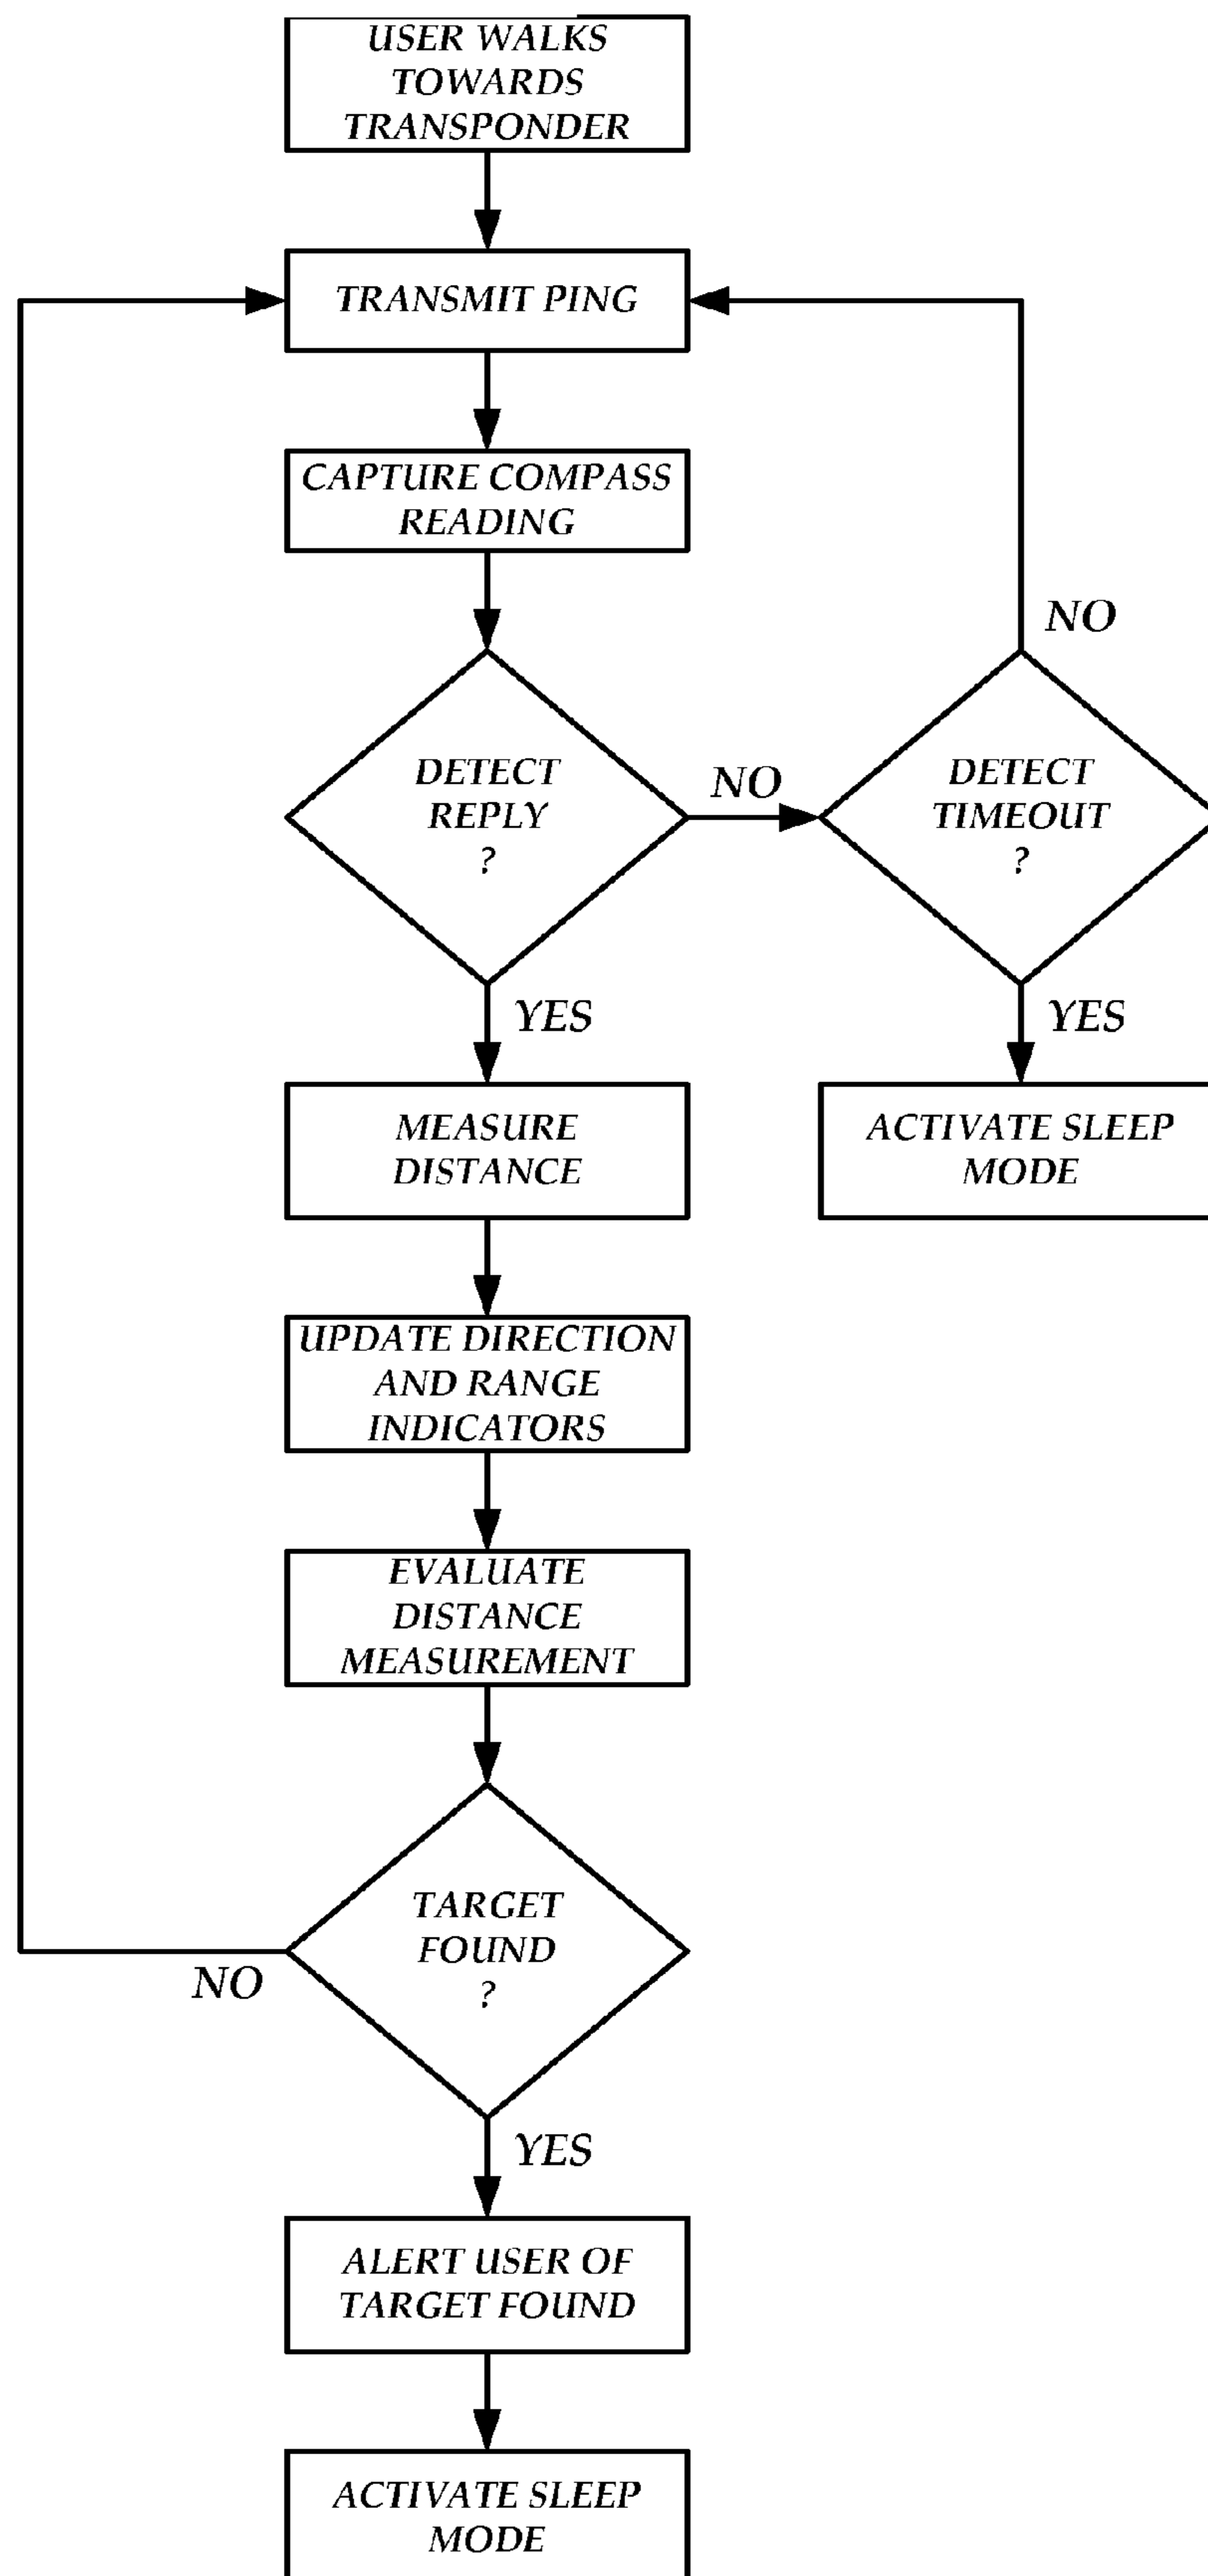 USER WALKS
TOWARDS
TRANSPONDER
TRANSMIT PING
CAPTURE COMPASS
READING
NO
DETECT
REPLY
?
NO
DETECT
TIMEOUT
?
YES
YES
MEASURE
DISTANCE
ACTIVATE SLEEP
MODE
UPDATE DIRECTION
AND RANGE
INDICATORS
EVALUATE
DISTANCE
MEASUREMENT
TARGET
FOUND
?
NO
YES
ALERT USER OF
TARGET FOUND
ACTIVATE SLEEP
MODE